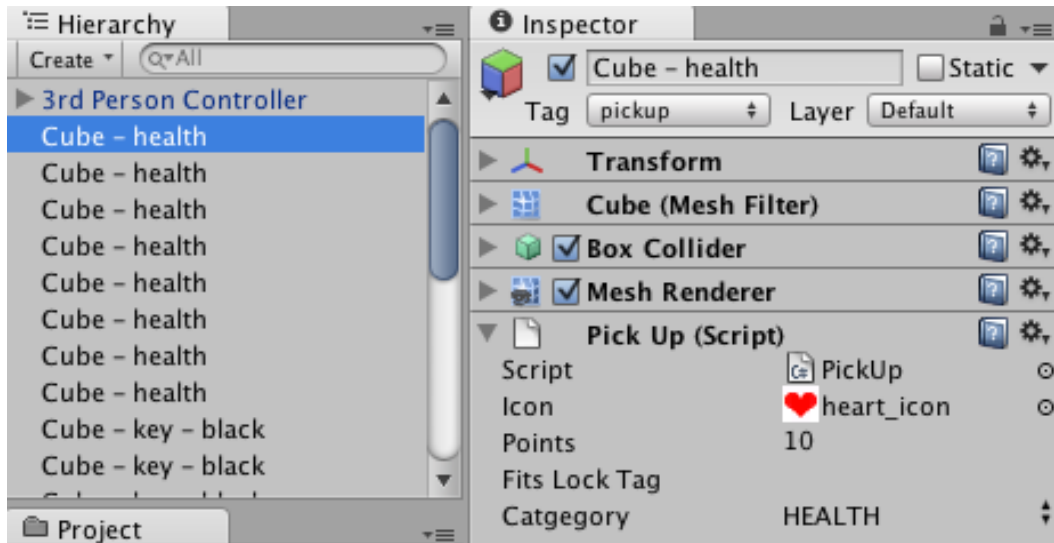 Hierarchy
Create
All
3rd Person Controller
Cube – health
Cube – health
Cube – health
Cube – health
Cube – health
Cube – health
Cube – health
Cube – health
Cube – key – black
Cube – key – black
Project
Inspector
Cube – health
Static
Tag pickup Layer Default
Transform
Cube (Mesh Filter)
Box Collider
Mesh Renderer
Pick Up (Script)
Script PickUp
Icon heart_icon
Points 10
Fits Lock Tag
Catgegory HEALTH